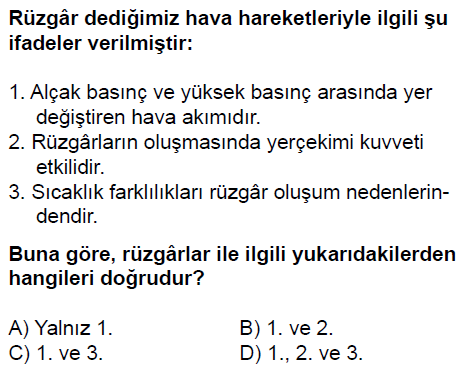 Rüzgâr dediğimiz hava hareketleriyle ilgili şu
ifadeler verilmiştir:
1. Alçak basınç ve yüksek basınç arasında yer
değiştiren hava akımıdır.
2. Rüzgârların oluşmasında yerçekimi kuvveti
etkilidir.
3. Sıcaklık farklılıkları rüzgâr oluşum nedenlerin-
dendir.
Buna göre, rüzgârlar ile ilgili yukarıdakilerden
hangileri doğrudur?
A) Yalnız 1. B) 1. ve 2.
C) 1. ve 3. D) 1., 2. ve 3.